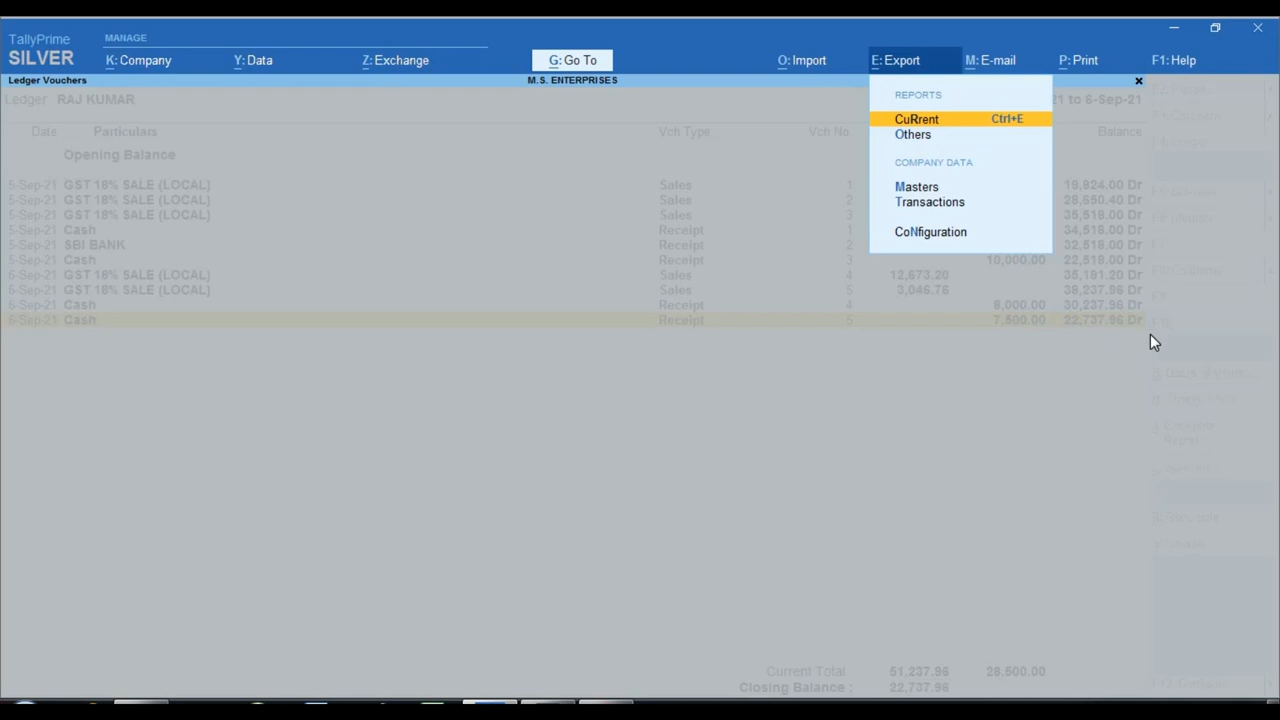 TallyPrime MANAGE
SILVER K: Company Y: Data Z: Exchange G: Go To O: Import E: Export M: E-mail P: Print F1: Help
Ledger Vouchers M.S. ENTERPRISES
Ledger RAJ KUMAR 21 to 6-Sep-21
REPORTS
CuRrent Ctrl+E
Others
COMPANY DATA
Masters
Transactions
CoNfiguration
Date Particulars Vch Type Vch No. Balance
Opening Balance
5-Sep-21 GST 18% SALE (LOCAL) Sales 1 Dr
5-Sep-21 GST 18% SALE (LOCAL) Sales 2 28,650.40 Dr
5-Sep-21 GST 18% SALE (LOCAL) Sales 3 35,518.00 Dr
5-Sep-21 Cash Receipt 1 34,518.00 Dr
5-Sep-21 SBI BANK Receipt 2 32,518.00 Dr
5-Sep-21 Cash Receipt 3 10,000.00 22,518.00 Dr
6-Sep-21 GST 18% SALE (LOCAL) Sales 4 12,673.20 35,191.20 Dr
6-Sep-21 GST 18% SALE (LOCAL) Sales 5 3,046.76 38,237.96 Dr
6-Sep-21 Cash Receipt 4 8,000.00 30,237.96 Dr
6-Sep-21 Cash Receipt 5 7,500.00 22,737.96 Dr
Current Total 51,237.96 28,500.00
Closing Balance : 22,737.96